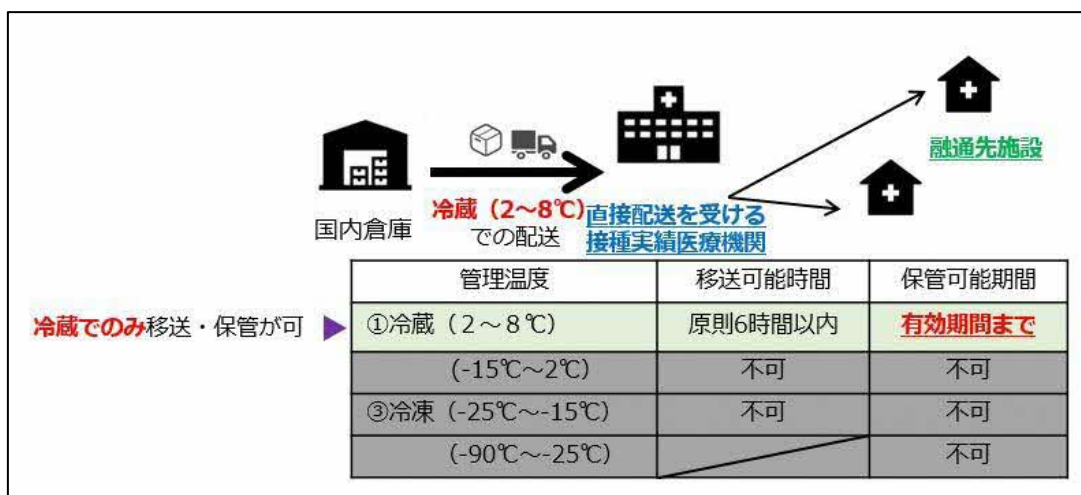 融通先施設
国内倉庫
冷蔵（2～8℃）
での配送
直接配送を受ける
接種実績医療機関
管理温度 移送可能時間 保管可能期間
冷蔵でのみ移送・保管が可
①冷蔵（2～8℃） 原則6時間以内 有効期間まで
(-15℃～2℃) 不可 不可
③冷凍（-25℃～-15℃） 不可 不可
(-90℃～-25℃) 不可